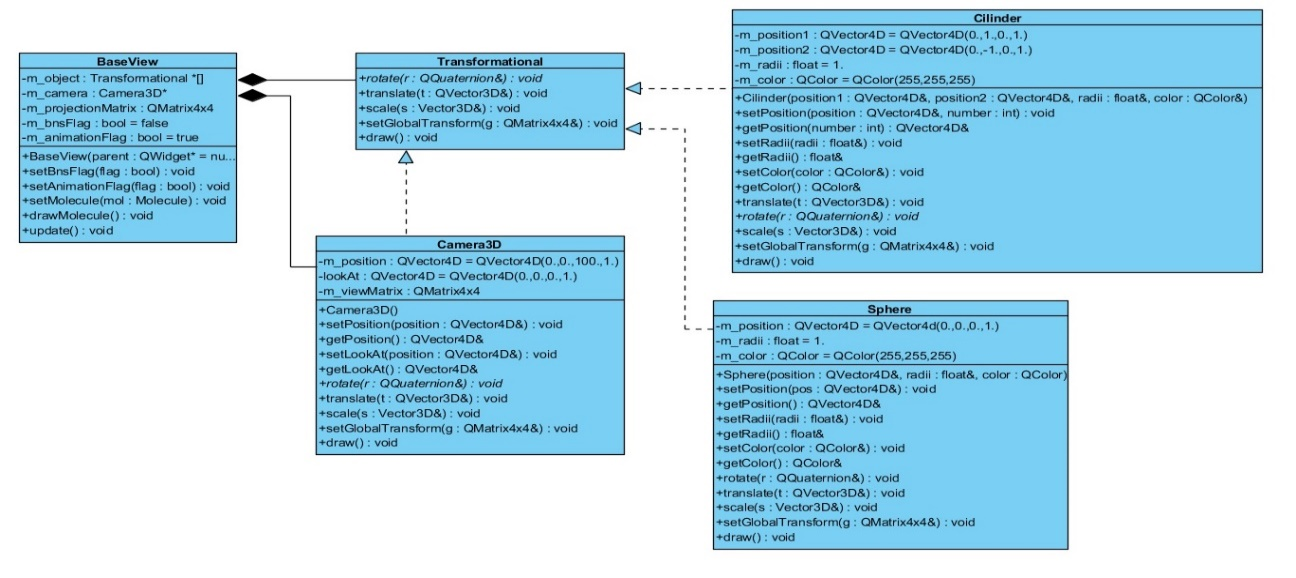 BaseView
-m_object : Transformational *[]
-m_camera : Camera3D*
-m_projectionMatrix : QMatrix4x4
-m_bnsFlag : bool = false
-m_animationFlag : bool = true
+BaseView(parent : QWidget* = nu...
+setBnsFlag(flag : bool) : void
+setAnimationFlag(flag : bool) : void
+setMolecule(mol : Molecule) : void
+drawMolecule() : void
+update() : void
Transformational
+rotate(r : QQuaternion&) : void
+translate(t : QVector3D&) : void
+scale(s : Vector3D&) : void
+setGlobalTransform(g : QMatrix4x4&) : void
+draw() : void
Camera3D
-m_position : QVector4D = QVector4D(0.,0.,100.,1.)
-lookAt : QVector4D = QVector4D(0.,0.,0.,1.)
-m_viewMatrix : QMatrix4x4
+Camera3D()
+setPosition(position : QVector4D&) : void
+getPosition() : QVector4D&
+setLookAt(position : QVector4D&) : void
+getLookAt() : QVector4D&
+rotate(r : QQuaternion&) : void
+translate(t : QVector3D&) : void
+scale(s : Vector3D&) : void
+setGlobalTransform(g : QMatrix4x4&) : void
+draw() : void
Cilinder
-m_position1 : QVector4D = QVector4D(0.,1.,0.,1.)
-m_position2 : QVector4D = QVector4D(0.,-1.,0.,1.)
-m_radii : float = 1.
-m_color : QColor = QColor(255,255,255)
+Cilinder(position1 : QVector4D&, position2 : QVector4D&, radii : float&, color : QColor&)
+setPosition(position : QVector4D&, number : int) : void
+getPosition(number : int) : QVector4D&
+setRadii(radii : float&) : void
+getRadii() : float&
+setColor(color : QColor&) : void
+getColor() : QColor&
+translate(t : QVector3D&) : void
+rotate(r : QQuaternion&) : void
+scale(s : Vector3D&) : void
+setGlobalTransform(g : QMatrix4x4&) : void
+draw() : void
Sphere
-m_position : QVector4D = QVector4d(0.,0.,0.,1.)
-m_radii : float = 1.
-m_color : QColor = QColor(255,255,255)
+Sphere(position : QVector4D&, radii : float&, color : QColor)
+setPosition(pos : QVector4D&) : void
+getPosition() : QVector4D&
+setRadii(radii : float&) : void
+getRadii() : float&
+setColor(color : QColor&) : void
+getColor() : QColor&
+rotate(r : QQuaternion&) : void
+translate(t : QVector3D&) : void
+scale(s : Vector3D&) : void
+setGlobalTransform(g : QMatrix4x4&) : void
+draw() : void